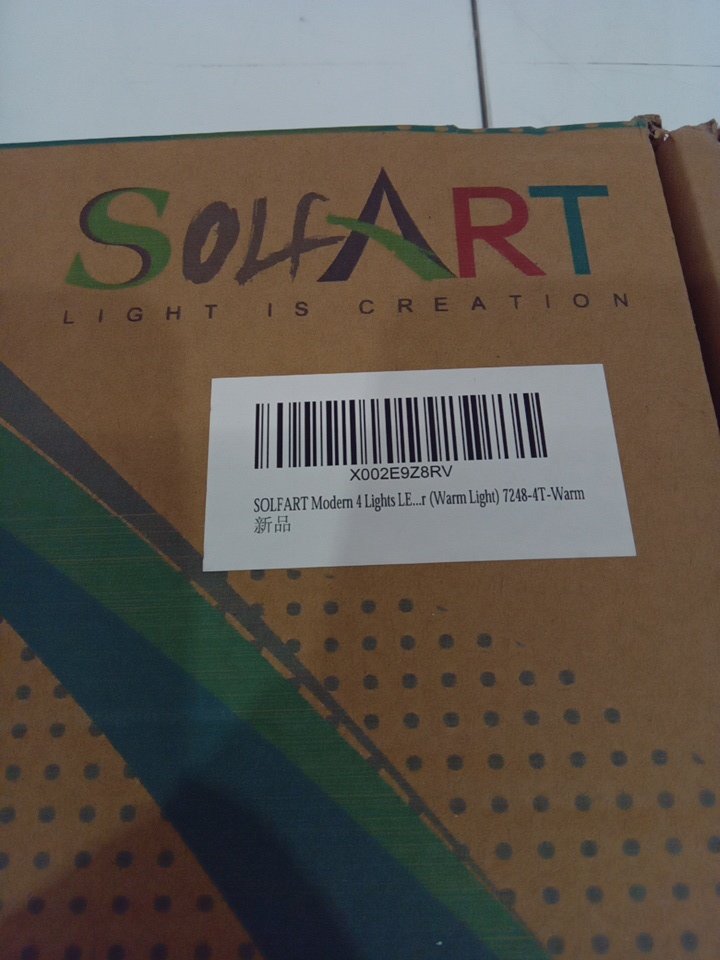 SOLFART
LIGHT IS CREATION
X002E9Z8RV
SOLFART Modern 4 Lights LE...r (Warm Light) 7248-4T-Warm
新品